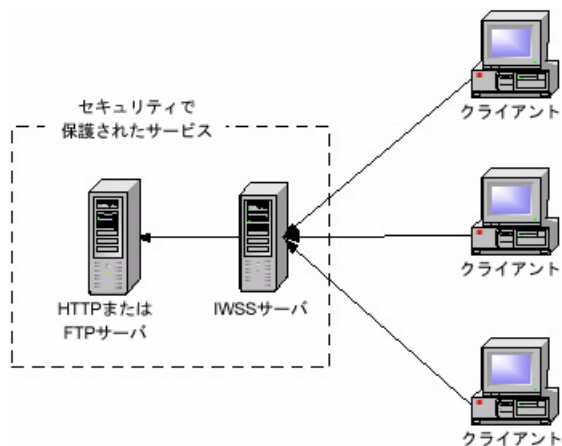 クライアント
セキュリティで
保護されたサービス
クライアント
HTTPまたは
FTPサーバ
IWSSサーバ
クライアント